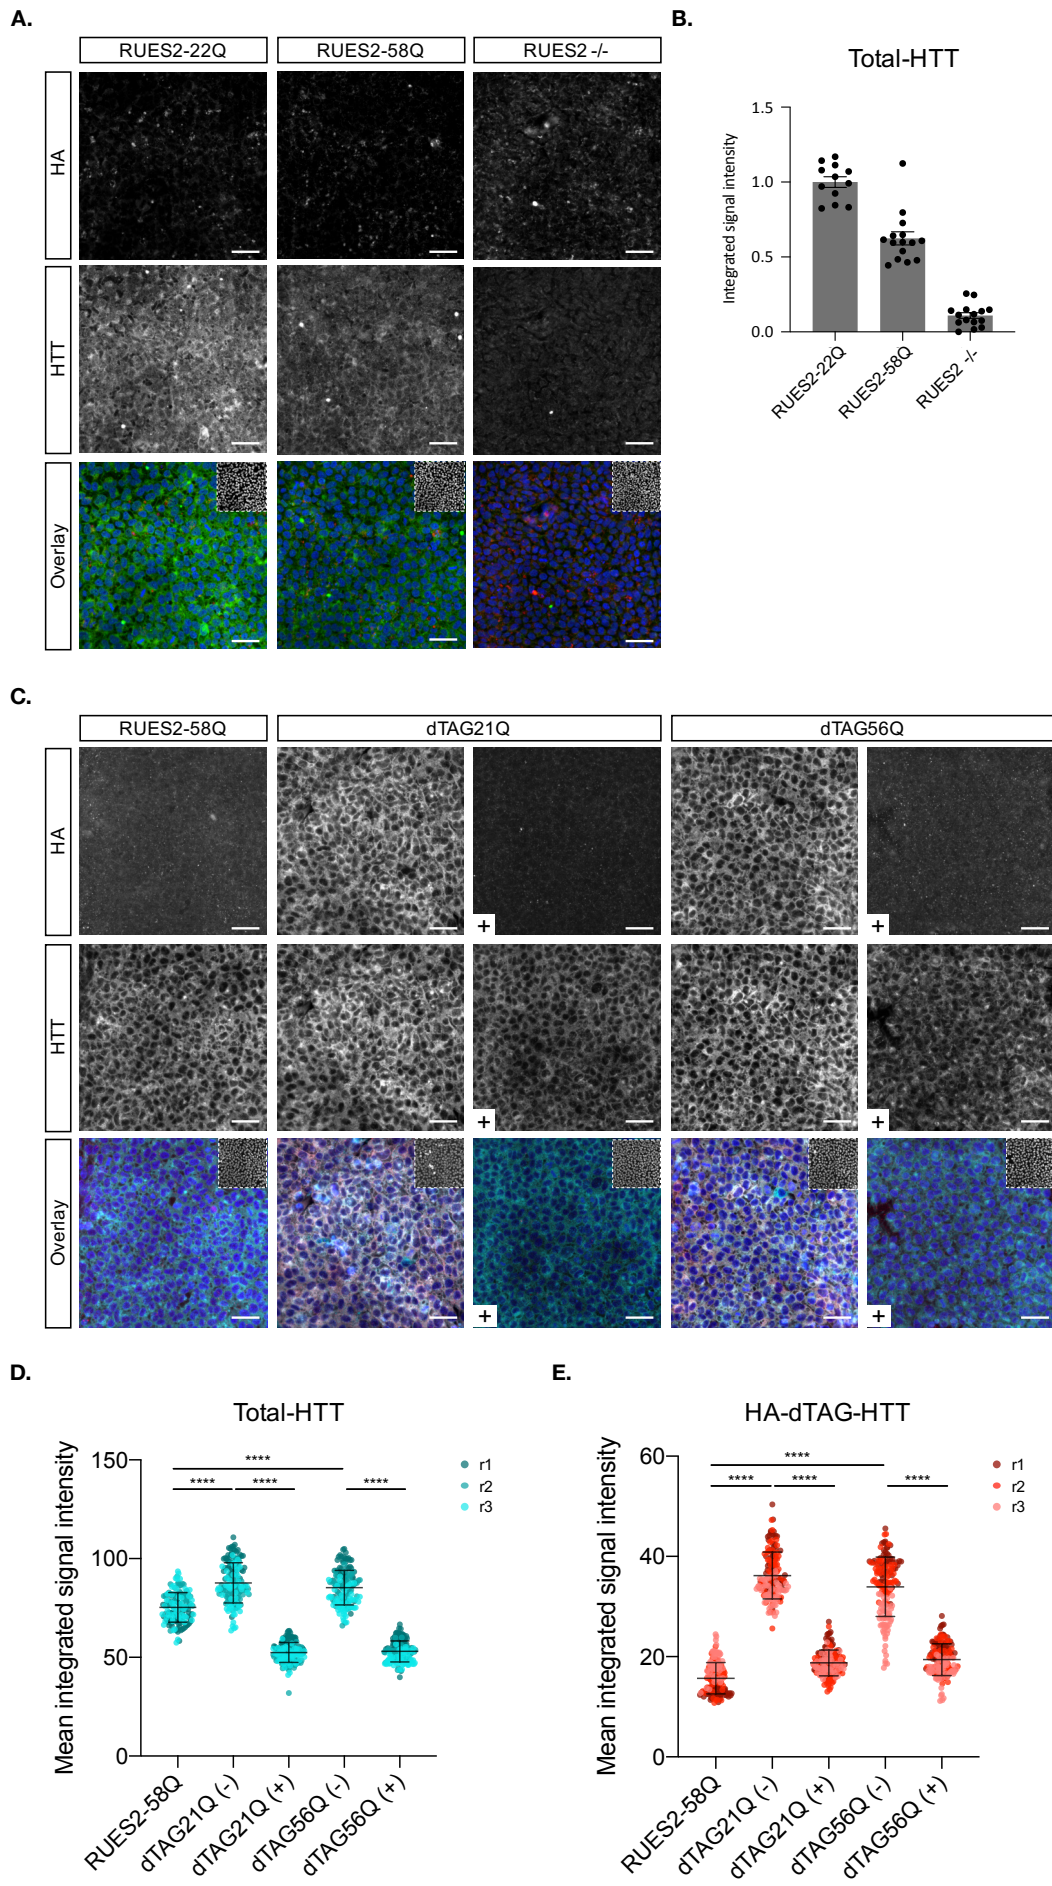 A.
RUES2-22Q
RUES2-58Q
RUES2 -/-
HA
HTT
Overlay
B.
Total-HTT
Integrated signal intensity
1.5
1.0
0.5
0.0
RUES2-22Q
RUES2-58Q
RUES2 -/-
C.
RUES2-58Q
dTAG21Q
dTAG56Q
HA
+
+
HTT
+
+
Overlay
+
+
D.
Total-HTT
Mean integrated signal intensity
150
100
50
0
****
****
****
****
r1
r2
r3
RUES2-58Q
dTAG21Q (-)
dTAG21Q (+)
dTAG56Q (-)
dTAG56Q (+)
E.
HA-dTAG-HTT
Mean integrated signal intensity
60
40
20
0
****
****
****
****
r1
r2
r3
RUES2-58Q
dTAG21Q (-)
dTAG21Q (+)
dTAG56Q (-)
dTAG56Q (+)